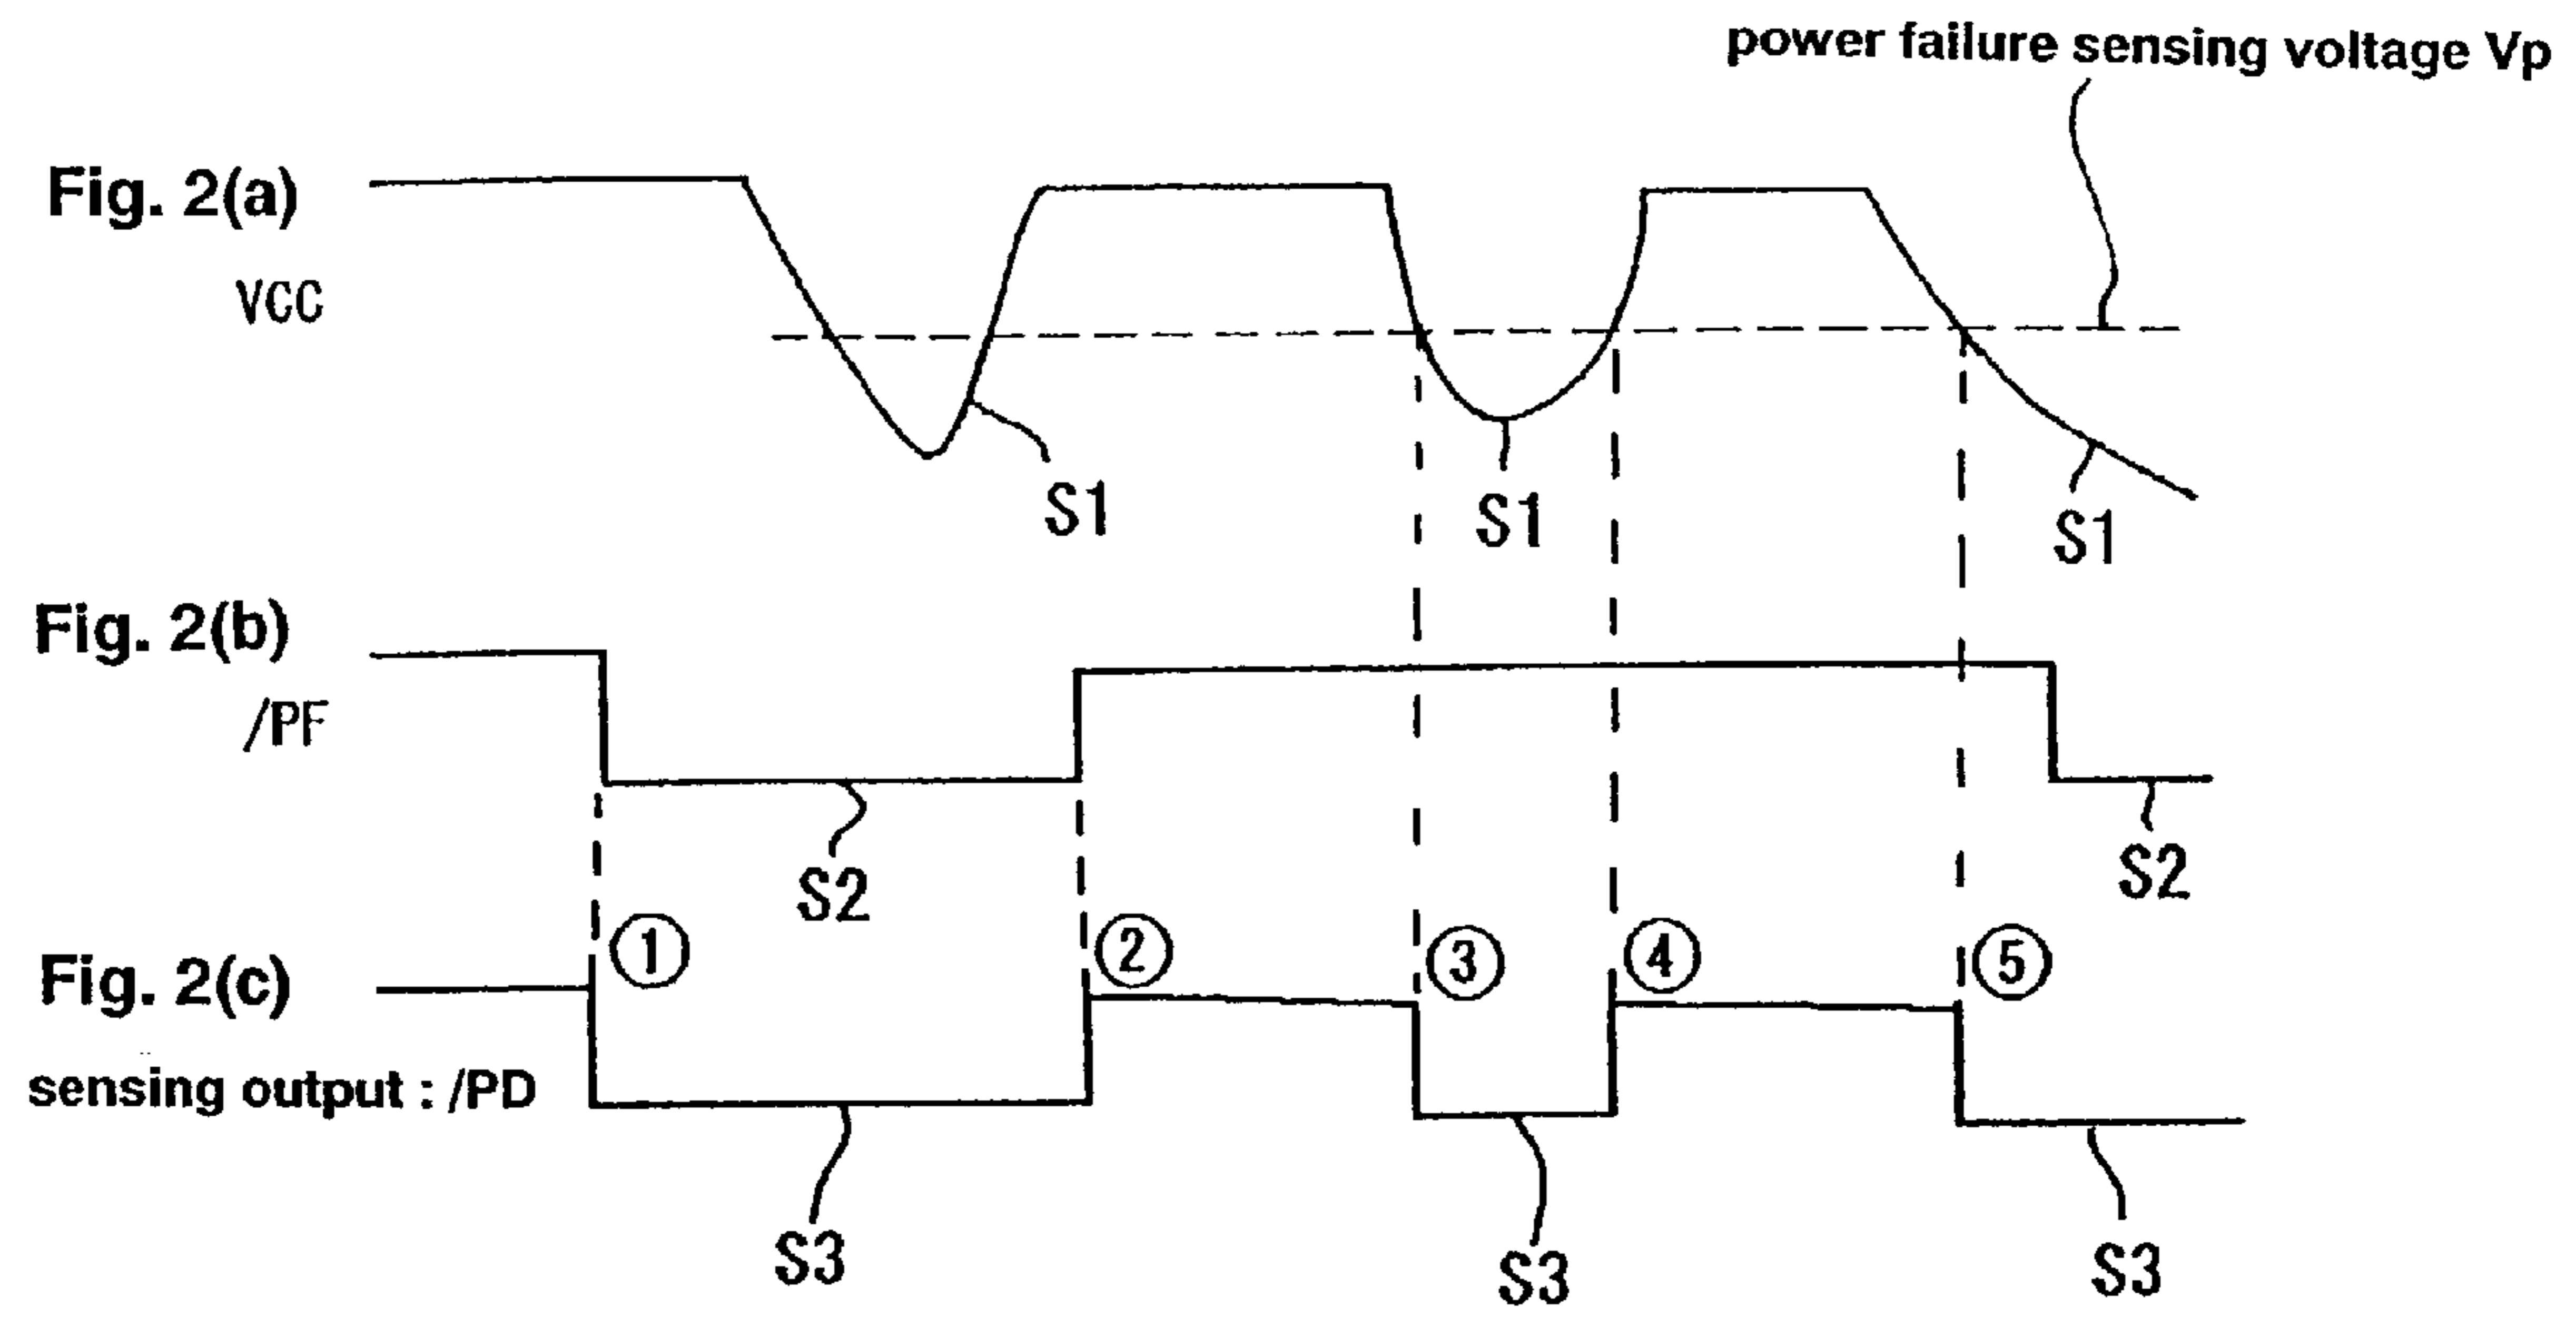 power failure sensing voltage Vp
Fig. 2(a)
VCC
S1
S1
S1
Fig. 2(b)
/PF
S2
S2
① ② ③ ④ ⑤
Fig. 2(c)
sensing output : /PD
S3
S3
S3